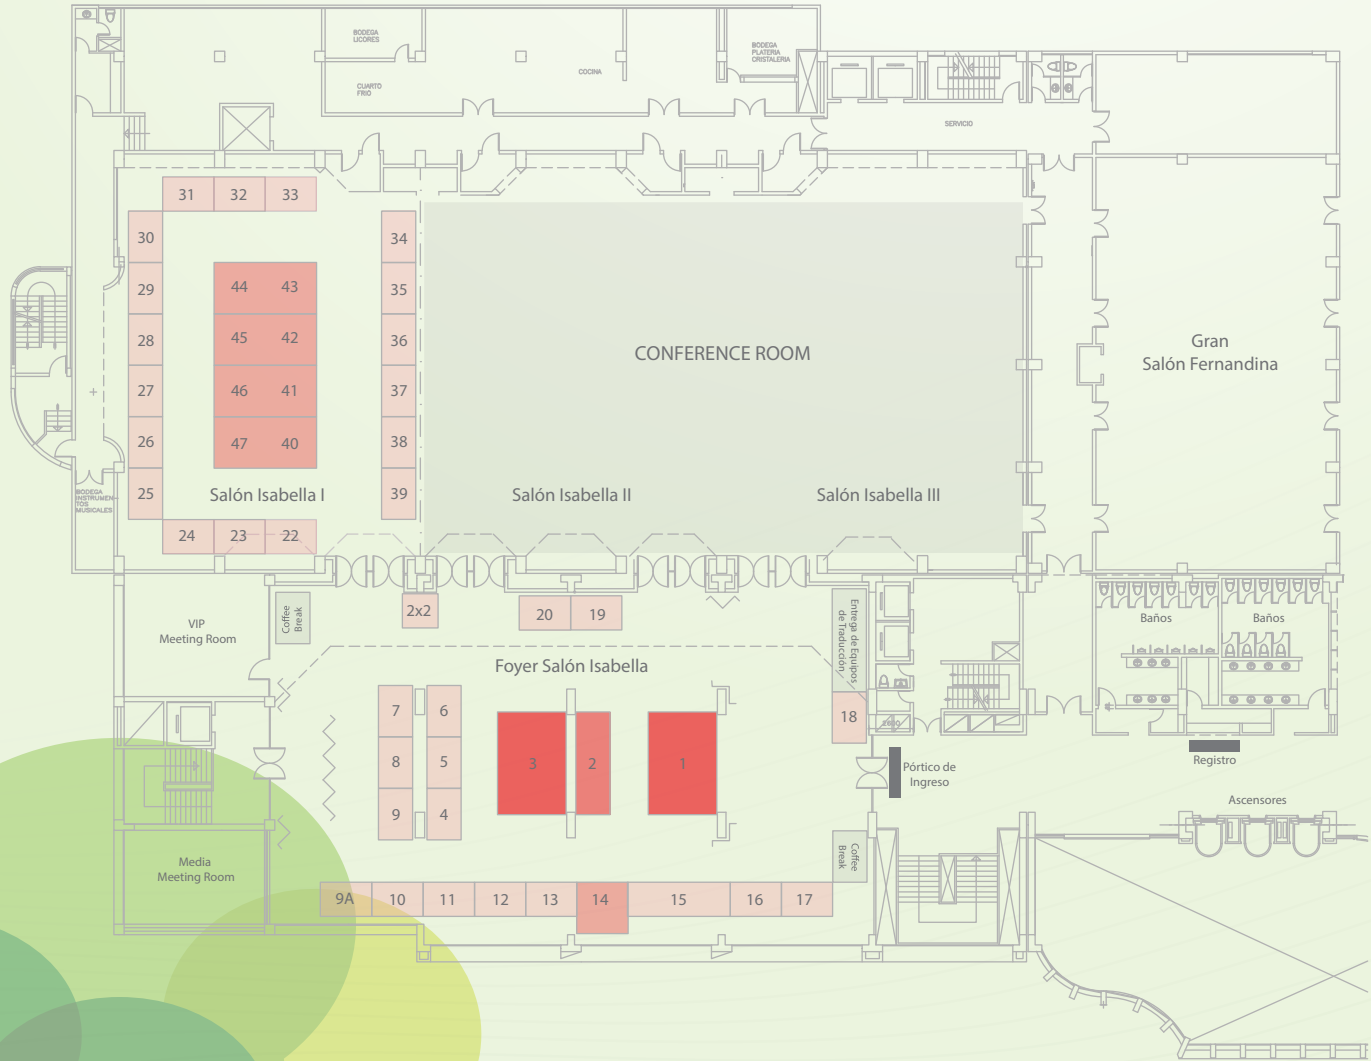 BODEGA
LICORES
CUARTO
FRIO
COCINA
BODEGA
PLATERIA
CRISTALERIA
SERVICIO
31 32 33
30
29
28
27
26
25
24 23 22
34
35
36
37
38
39
44 43
45 42
46 41
47 40
Salón Isabella I
BODEGA
INSTRUMEN-
TOS
MUSICALES
CONFERENCE ROOM
Salón Isabella II
Salón Isabella III
Gran
Salón Fernandina
VIP
Meeting Room
Coffee
Break
2x2
20 19
Entrega de Equipos
de Traducción
18
Foyer Salón Isabella
7 6
8 5
9 4
3 2 1
Pórtico de
Ingreso
Baños
Baños
Registro
Ascensores
Media
Meeting Room
Coffee
Break
9A 10 11 12 13 14 15 16 17